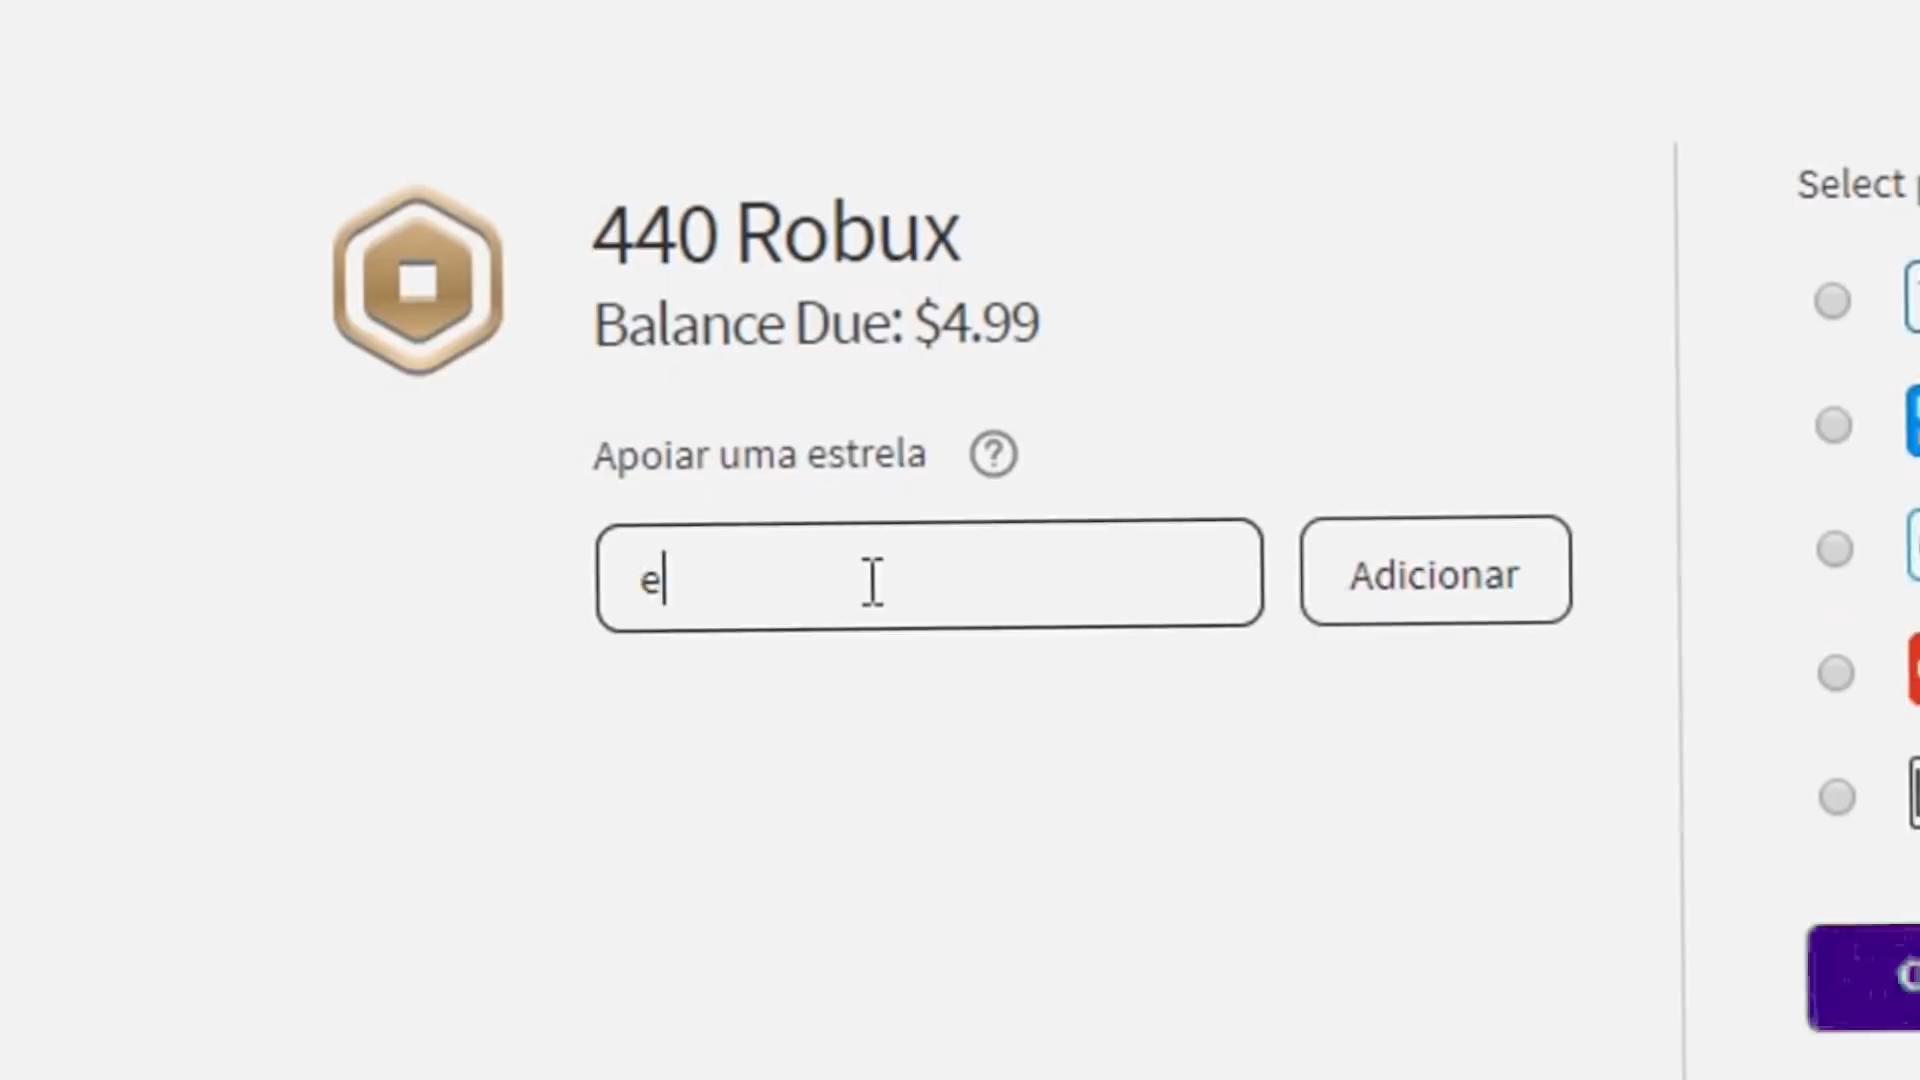 440 Robux
Balance Due: $4.99
Apoiar uma estrela
e
Adicionar
Select